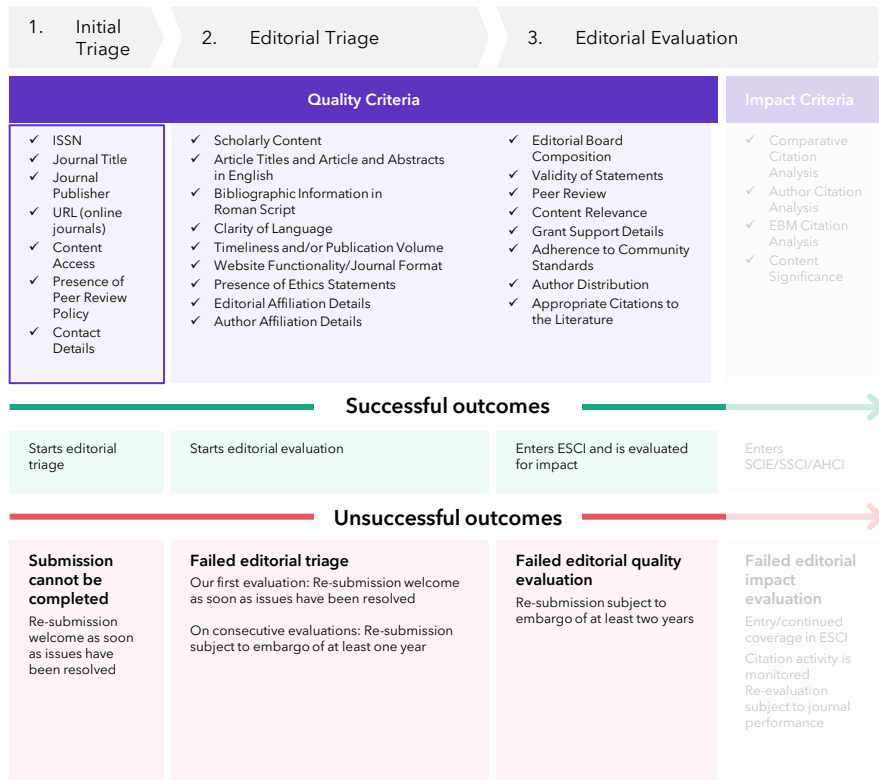 1. Initial
Triage
2. Editorial Triage
3. Editorial Evaluation
Quality Criteria
Impact Criteria
✓ ISSN
✓ Journal Title
✓ Journal
Publisher
✓ URL (online
journals)
✓ Content
Access
✓ Presence of
Peer Review
Policy
✓ Contact
Details
✓ Scholarly Content
✓ Article Titles and Article and Abstracts
in English
✓ Bibliographic Information in
Roman Script
✓ Clarity of Language
✓ Timeliness and/or Publication Volume
✓ Website Functionality/Journal Format
✓ Presence of Ethics Statements
✓ Editorial Affiliation Details
✓ Author Affiliation Details
✓ Editorial Board
Composition
✓ Validity of Statements
✓ Peer Review
✓ Content Relevance
✓ Grant Support Details
✓ Adherence to Community
Standards
✓ Author Distribution
✓ Appropriate Citations to
the Literature
✓ Comparative
Citation
Analysis
✓ Author Citation
Analysis
✓ EBM Citation
Analysis
✓ Content
Significance
Successful outcomes
Starts editorial
triage
Starts editorial evaluation
Enters ESCI and is evaluated
for impact
Enters
SCIE/SSCI/AHCI
Unsuccessful outcomes
Submission
cannot be
completed
Re-submission
welcome as soon
as issues have
been resolved
Failed editorial triage
Our first evaluation: Re-submission welcome
as soon as issues have been resolved
On consecutive evaluations: Re-submission
subject to embargo of at least one year
Failed editorial quality
evaluation
Re-submission subject to
embargo of at least two years
Failed editorial
impact
evaluation
Entry/continued
coverage in ESCI
Citation activity is
monitored
Re-evaluation
subject to journal
performance